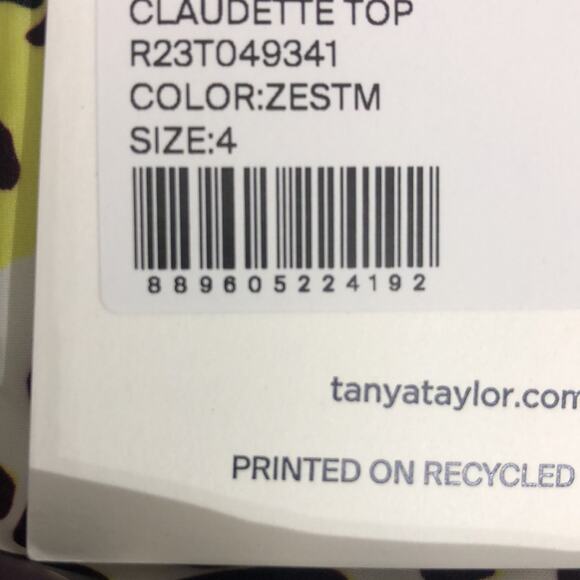 CLAUDETTE TOP
R23T049341
COLOR:ZESTM
SIZE:4
889605224192
tanyataylor.com
PRINTED ON RECYCLED